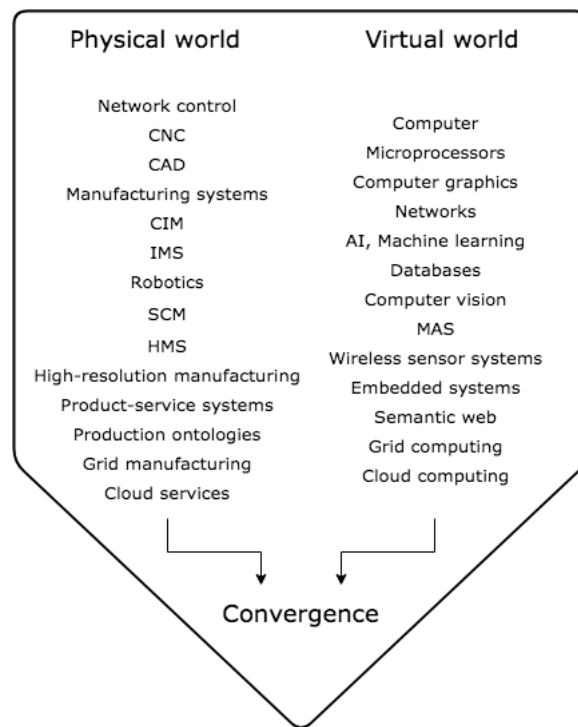 Physical world
Network control
CNC
CAD
Manufacturing systems
CIM
IMS
Robotics
SCM
HMS
High-resolution manufacturing
Product-service systems
Production ontologies
Grid manufacturing
Cloud services
Virtual world
Computer
Microprocessors
Computer graphics
Networks
AI, Machine learning
Databases
Computer vision
MAS
Wireless sensor systems
Embedded systems
Semantic web
Grid computing
Cloud computing
Convergence